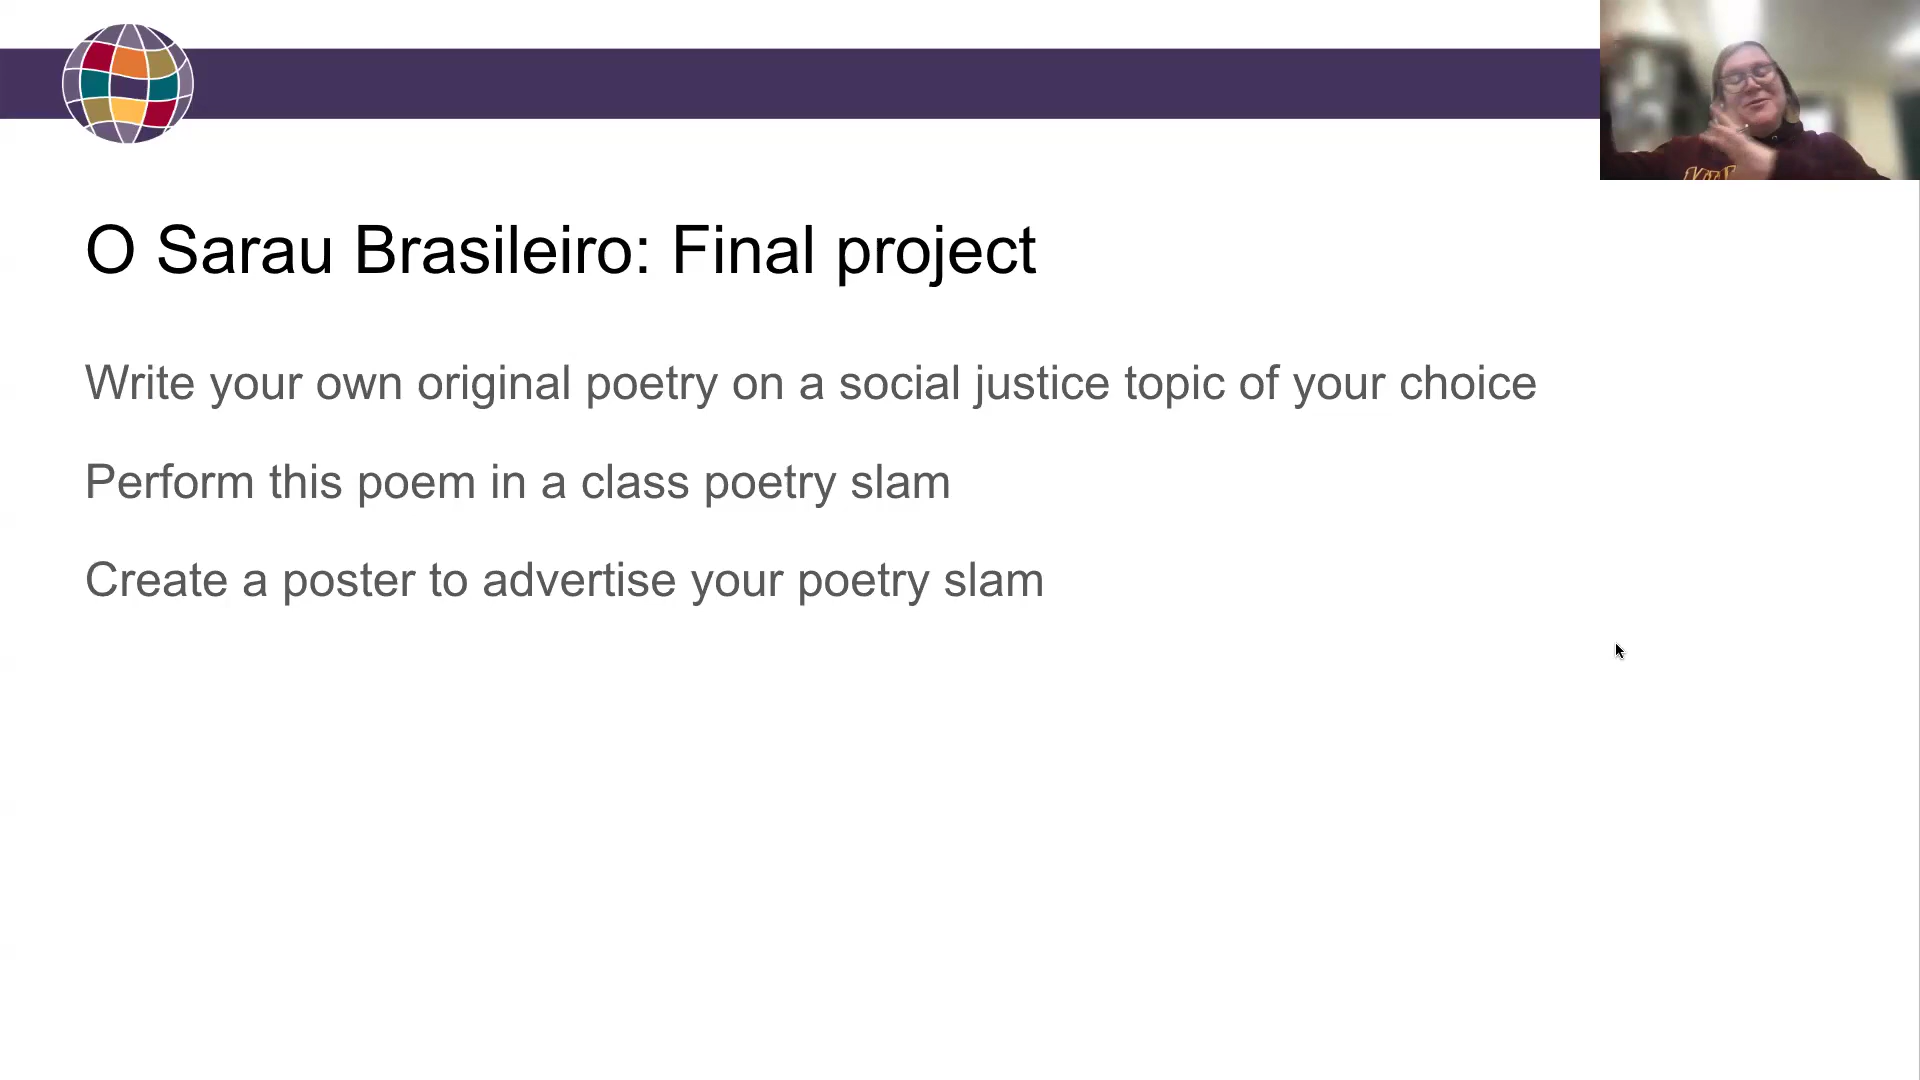 O Sarau Brasileiro: Final project
Write your own original poetry on a social justice topic of your choice
Perform this poem in a class poetry slam
Create a poster to advertise your poetry slam